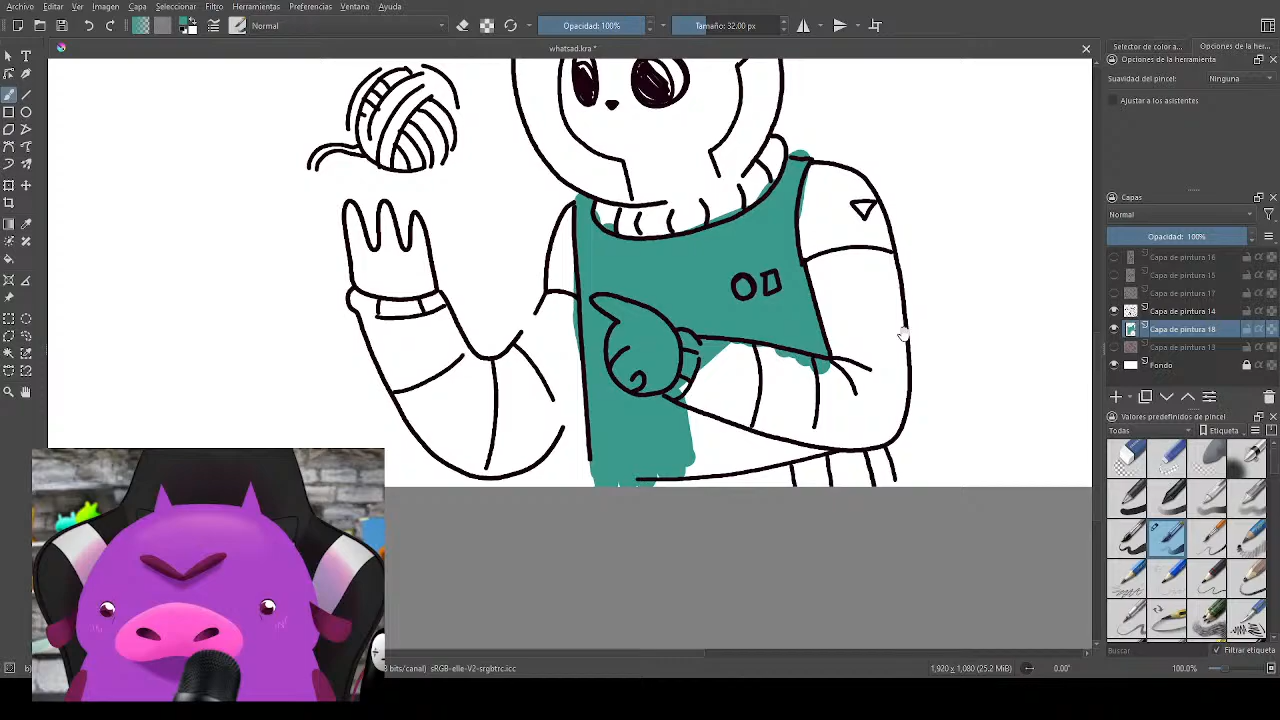 Archivo Editar Ver Imagen Capa Seleccionar Filtro Herramientas Preferencias Ventana Ayuda
Normal Opacidad: 100% Tamaño: 32.00 px
whatsad.kra *
Selector de color a... Opciones de la herr...
Opciones de la herramienta
Suavidad del pincel: Ninguna
Ajustar a los asistentes
Capas
Normal
Opacidad: 100%
Capa de pintura 16
Capa de pintura 15
Capa de pintura 17
Capa de pintura 14
Capa de pintura 18
Capa de pintura 13
Fondo
Valores predefinidos de pincel
Todas Etiqueta
Buscar Filtrar etiqueta
bits/canal) sRGB-elle-V2-srgbtrc.icc 1,920 x 1,080 (25.2 MiB) 0.00° 100.0%